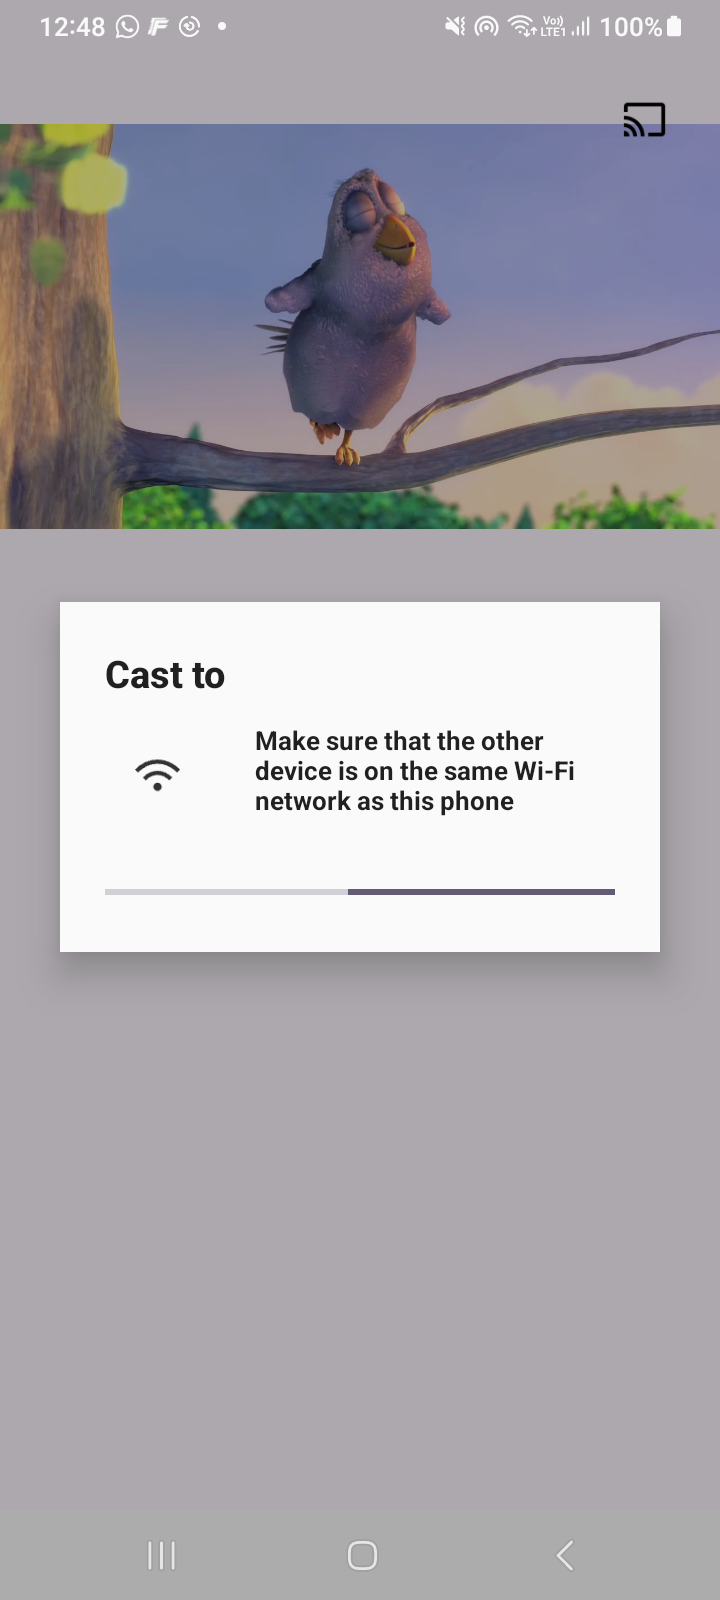 12:48
Vo)) LTE1
100%
Cast to
Make sure that the other
device is on the same Wi-Fi
network as this phone